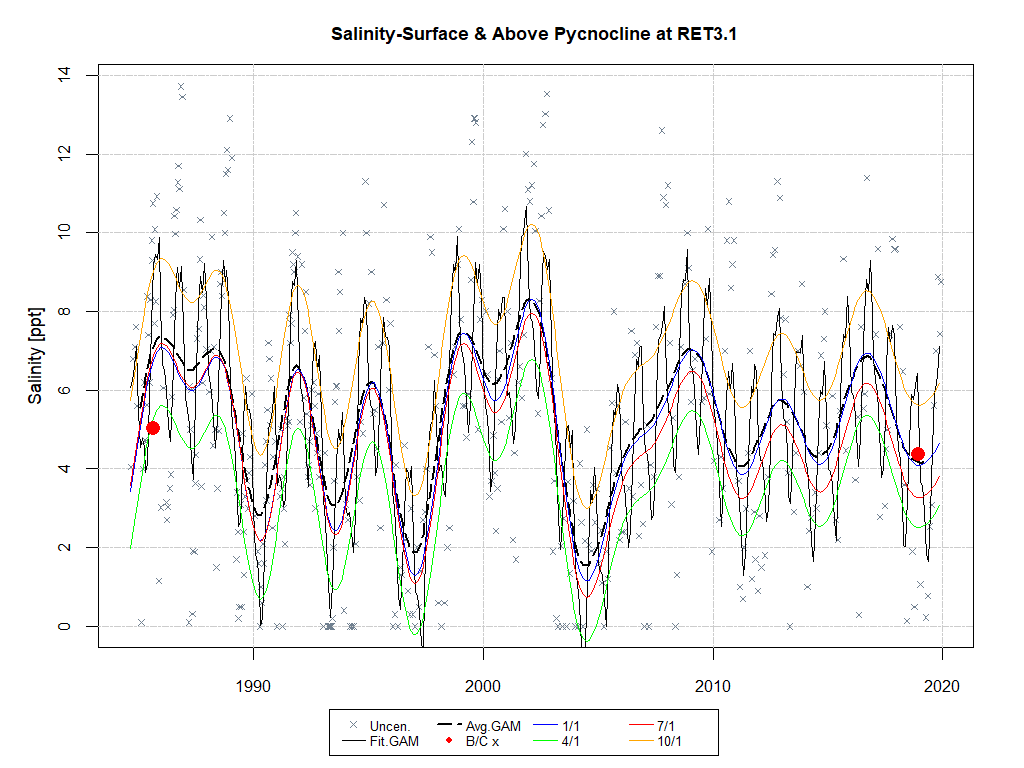 Salinity-Surface & Above Pycnocline at RET3.1
Salinity [ppt]
14
12
10
8
6
4
2
0
1990 2000 2010 2020
Uncen. Avg.GAM 1/1 7/1
Fit.GAM B/C x 4/1 10/1